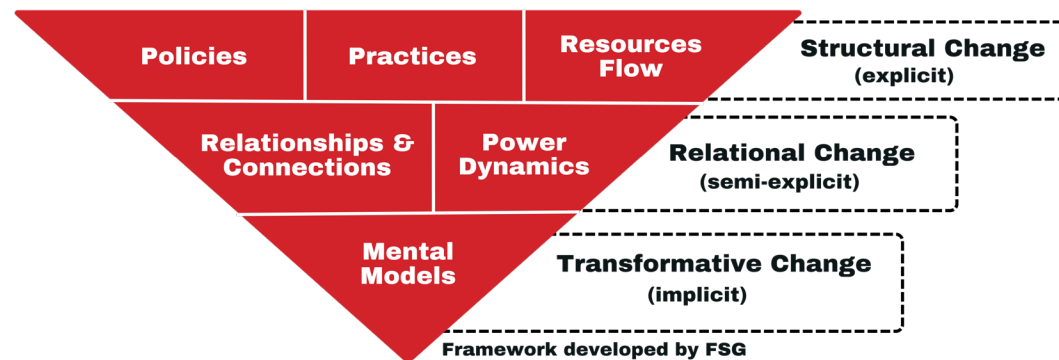 Policies
Practices
Resources
Flow
Structural Change
(explicit)
Relationships &
Connections
Power
Dynamics
Relational Change
(semi-explicit)
Mental
Models
Transformative Change
(implicit)
Framework developed by FSG